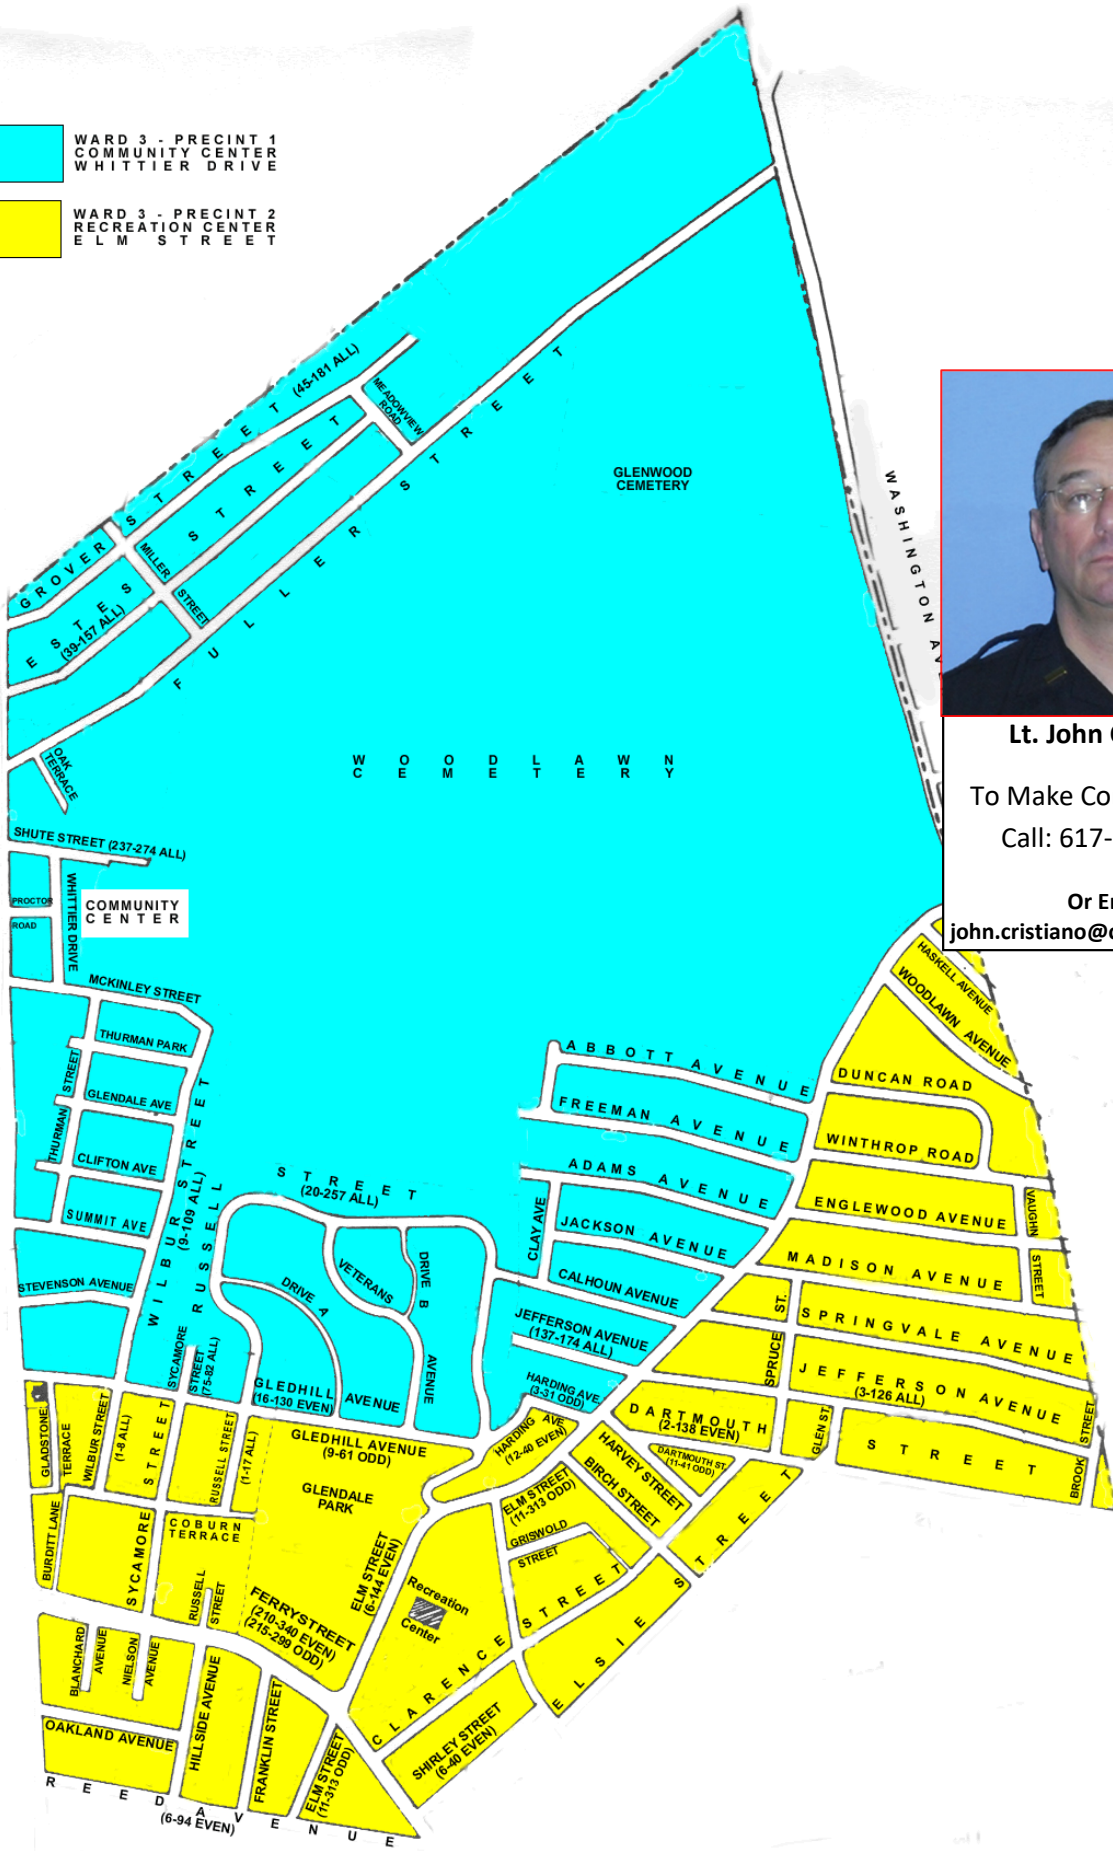 WARD 3 - PRECINT 1
COMMUNITY CENTER
WHITTIER DRIVE
WARD 3 - PRECINT 2
RECREATION CENTER
ELM STREET
GROVER STREET (45-181 ALL)
MEADOWVIEW
ROAD
ESTES STREET
(39-157 ALL)
MILLER
STREET
FULLER STREET
GLENWOOD
CEMETERY
WASHINGTON AVE
Lt. John
To Make
Call: 617-
Or
john.cristiano@
OAK
TERRACE
WOODLAWN
CEMETERY
SHUTE STREET (237-274 ALL)
PROCTOR
ROAD
WHITTIER DRIVE
COMMUNITY
CENTER
MCKINLEY STREET
THURMAN PARK
THURMAN STREET
GLENDALE AVE
CLIFTON AVE
SUMMIT AVE
STEVENSON AVENUE
WILBUR STREET
(9-109 ALL)
RUSSELL STREET
(20-257 ALL)
DRIVE A
VETERANS AVENUE
DRIVE B
SYCAMORE
STREET
(75-82 ALL)
GLEDHILL AVENUE
(16-130 EVEN)
HASKELL AVENUE
WOODLAWN AVENUE
ABBOTT AVENUE
FREEMAN AVENUE
ADAMS AVENUE
CLAY AVE
JACKSON AVENUE
CALHOUN AVENUE
JEFFERSON AVENUE
(137-174 ALL)
HARDING AVE.
(3-31 ODD)
DUNCAN ROAD
WINTHROP ROAD
ENGLEWOOD AVENUE
VAUGHN STREET
MADISON AVENUE
SPRUCE ST.
SPRINGVALE AVENUE
JEFFERSON AVENUE
(3-126 ALL)
DARTMOUTH STREET
(2-138 EVEN)
GLEN ST.
BROOK STREET
GLADSTONE
TERRACE
WILBUR STREET
(1-8 ALL)
SYCAMORE STREET
RUSSELL STREET
(1-17 ALL)
GLEDHILL AVENUE
(9-61 ODD)
GLENDALE
PARK
HARDING AVE
(12-40 EVEN)
HARVEY STREET
BIRCH STREET
DARTMOUTH ST.
(11-41 ODD)
ELM STREET
(11-313 ODD)
GRISWOLD
STREET
BURDITT LANE
COBURN
TERRACE
RUSSELL
STREET
ELM STREET
(6-144 EVEN)
FERRYSTREET
(210-340 EVEN)
(215-299 ODD)
Recreation
Center
CLARENCE STREET
ELSIE STREET
BLANCHARD
AVENUE
NIELSON
AVENUE
HILLSIDE AVENUE
FRANKLIN STREET
ELM STREET
(11-313 ODD)
SHIRLEY STREET
(6-40 EVEN)
OAKLAND AVENUE
REED AVENUE
(6-94 EVEN)